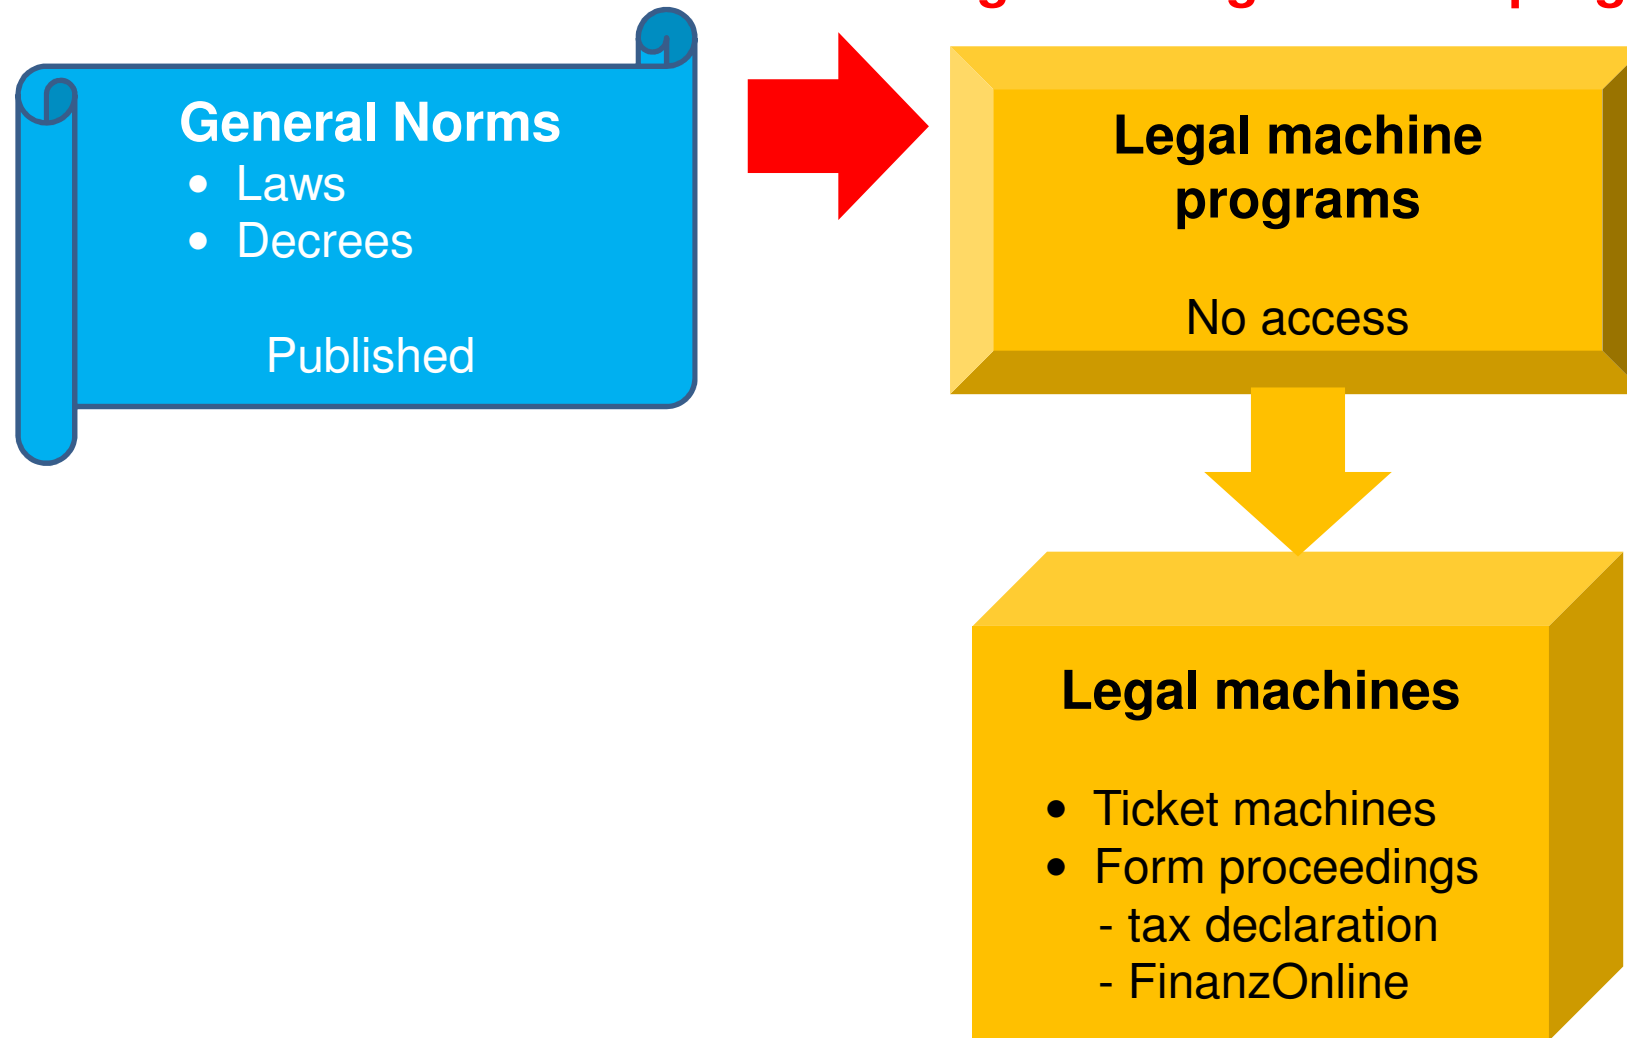 General Norms
• Laws
• Decrees
Published
Legal machine
programs
No access
Legal machines
• Ticket machines
• Form proceedings
- tax declaration
- FinanzOnline